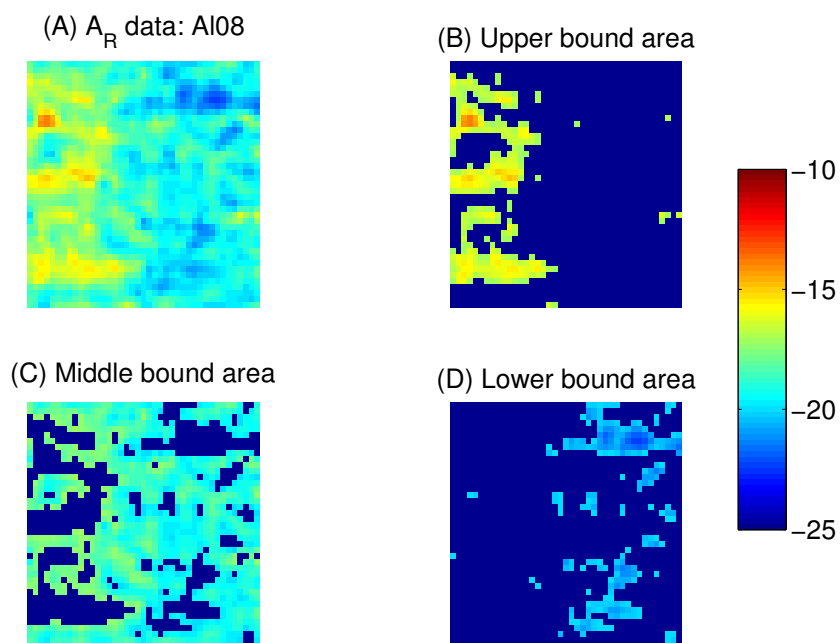 (A) A_R data: Al08
(B) Upper bound area
-10
-15
-20
-25
(C) Middle bound area
(D) Lower bound area